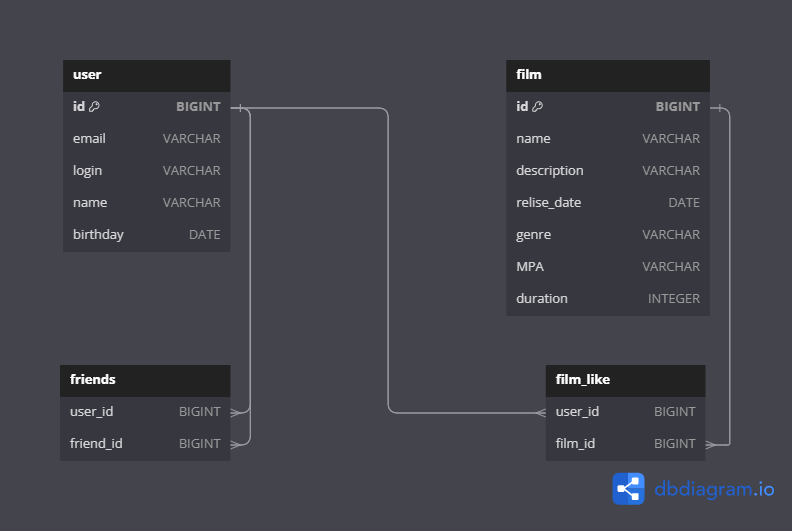 user
id BIGINT
email VARCHAR
login VARCHAR
name VARCHAR
birthday DATE
film
id BIGINT
name VARCHAR
description VARCHAR
relise_date DATE
genre VARCHAR
MPA VARCHAR
duration INTEGER
friends
user_id BIGINT
friend_id BIGINT
film_like
user_id BIGINT
film_id BIGINT
dbdiagram.io